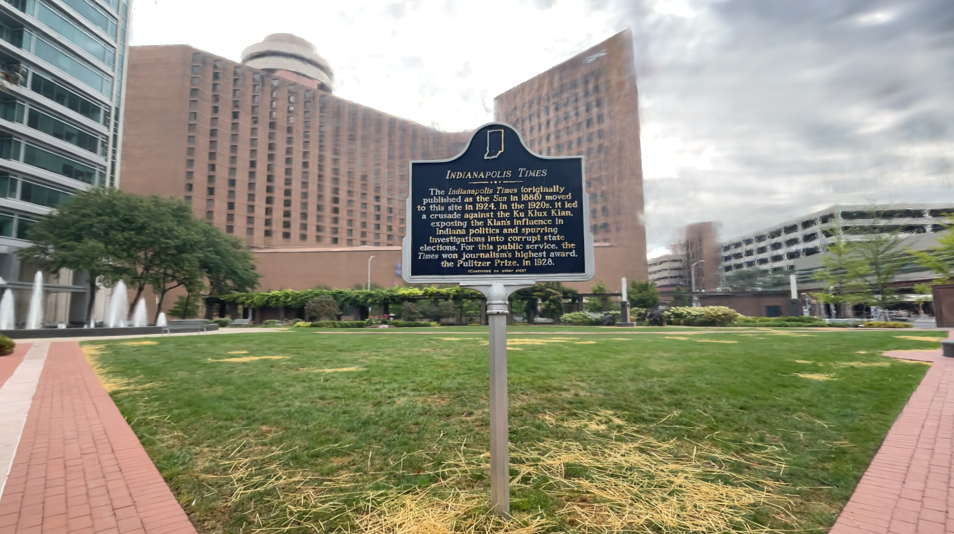 INDIANAPOLIS TIMES
The Indianapolis Times (originally
published as the Sun in 1888) moved
to this site in 1924. In the 1920s, it led
a crusade against the Ku Klux Klan,
exposing the Klan's influence in
Indiana politics and spurring
investigations into corrupt state
elections. For this public service, the
Times won journalism's highest award,
the Pulitzer Prize, in 1928.
(Continued on other side)